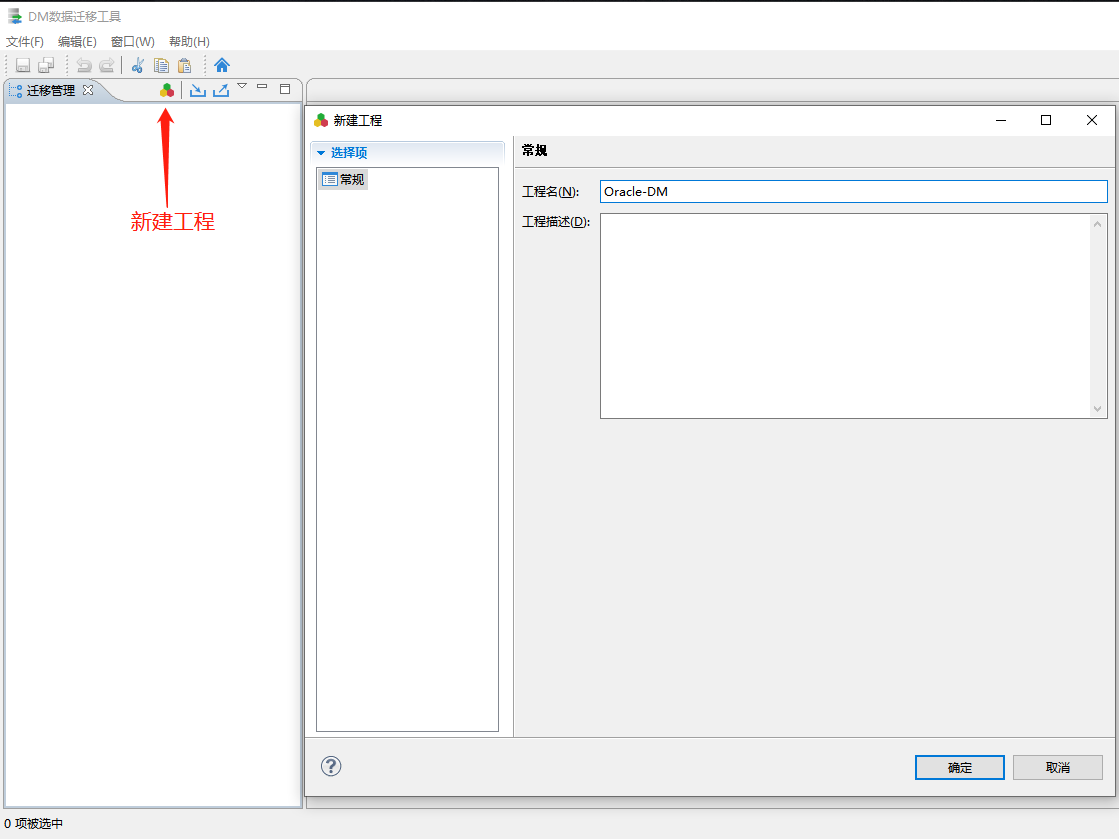 DM数据迁移工具
文件(F) 编辑(E) 窗口(W) 帮助(H)
迁移管理
新建工程
新建工程
选择项
常规
常规
工程名(N):
Oracle-DM
工程描述(D):
确定
取消
0 项被选中